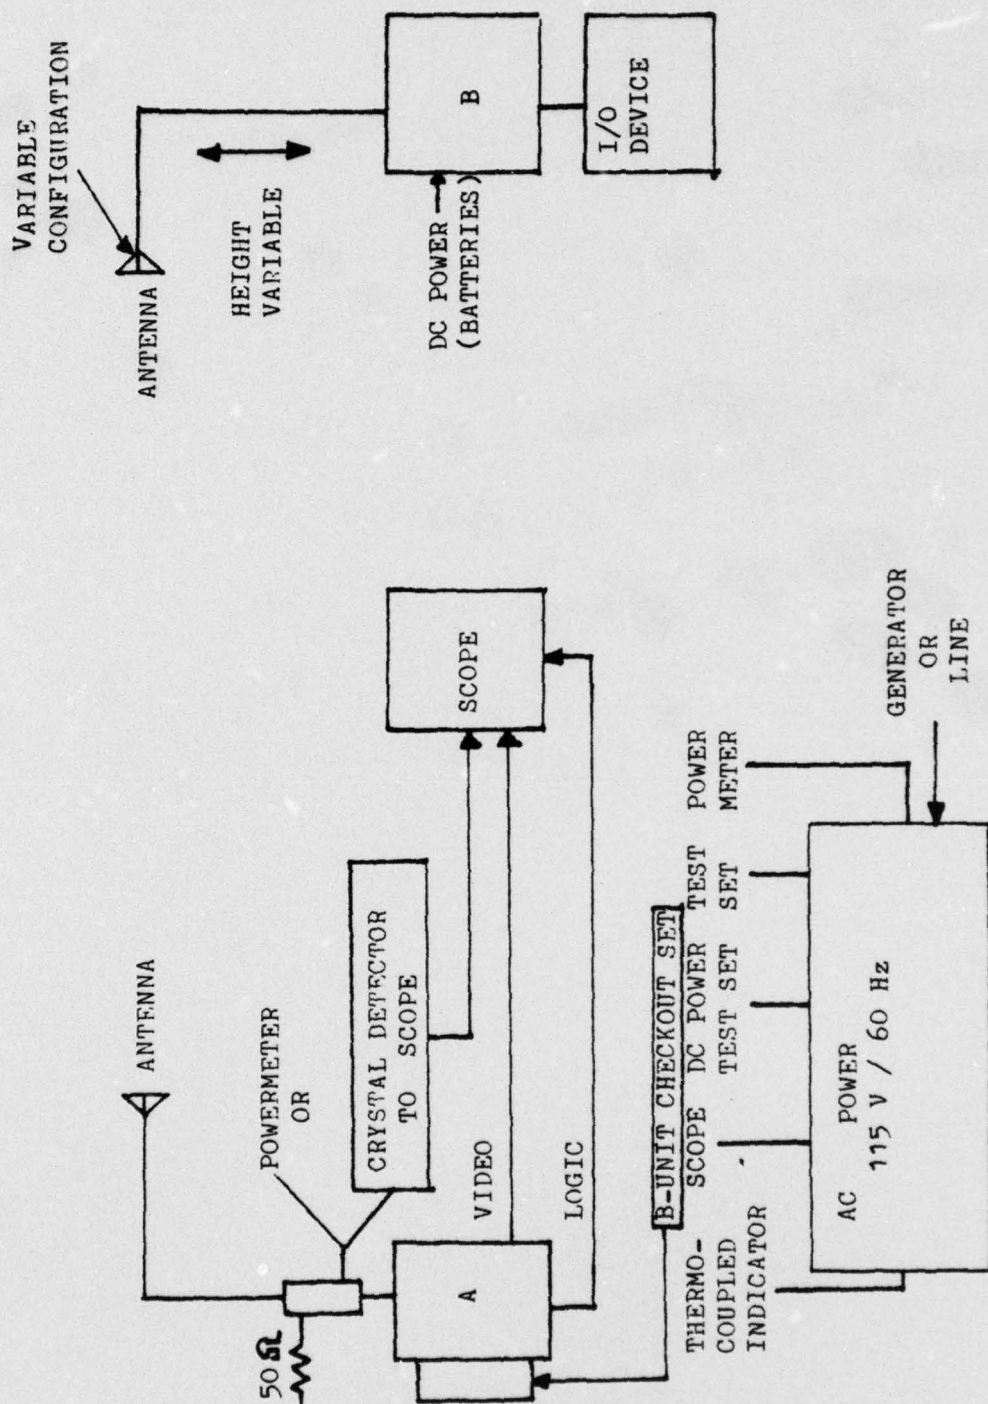 VARIABLE
CONFIGURATION
ANTENNA
HEIGHT
VARIABLE
DC POWER
(BATTERIES)
B
I/O
DEVICE
ANTENNA
50 Ω
POWERMETER
OR
CRYSTAL DETECTOR
TO SCOPE
A
VIDEO
LOGIC
SCOPE
B-UNIT CHECKOUT SET
THERMO-
COUPLED
INDICATOR
SCOPE
DC POWER
TEST SET
TEST
SET
POWER
METER
AC POWER
115 V / 60 Hz
GENERATOR
OR
LINE